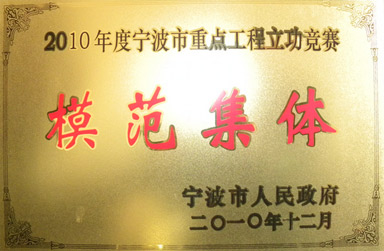 2010年度宁波市重点工程立功竞赛
模范集体
宁波市人民政府
二〇一〇年十二月